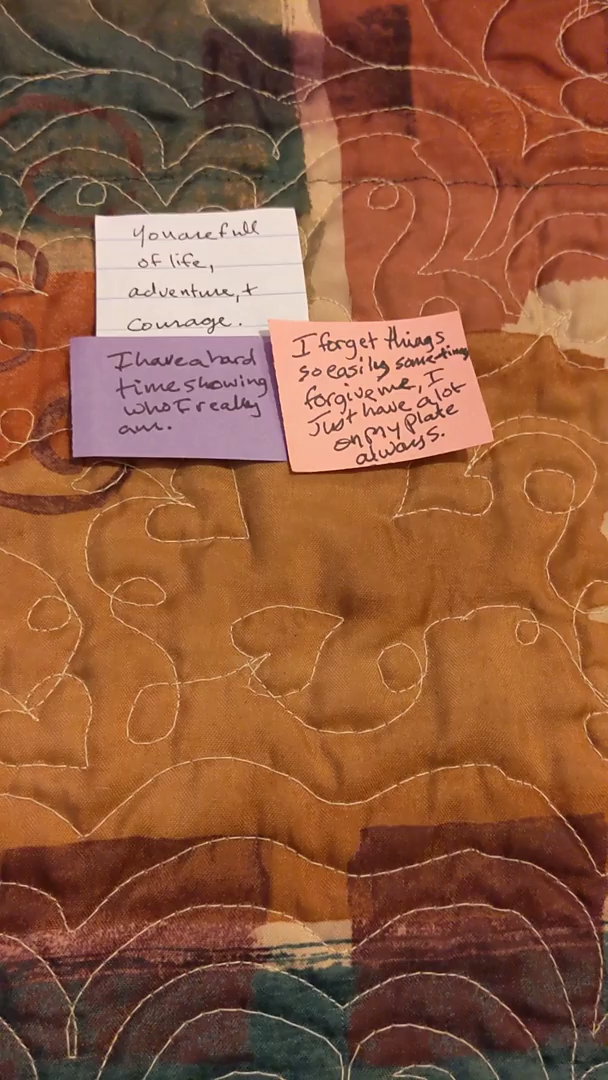 You are full
of life,
adventure, +
Courage.
I have a hard
time showing
who I really
am.
I forget things
so easily sometimes
forgive me, I
Just have a lot
on my Plate
always.